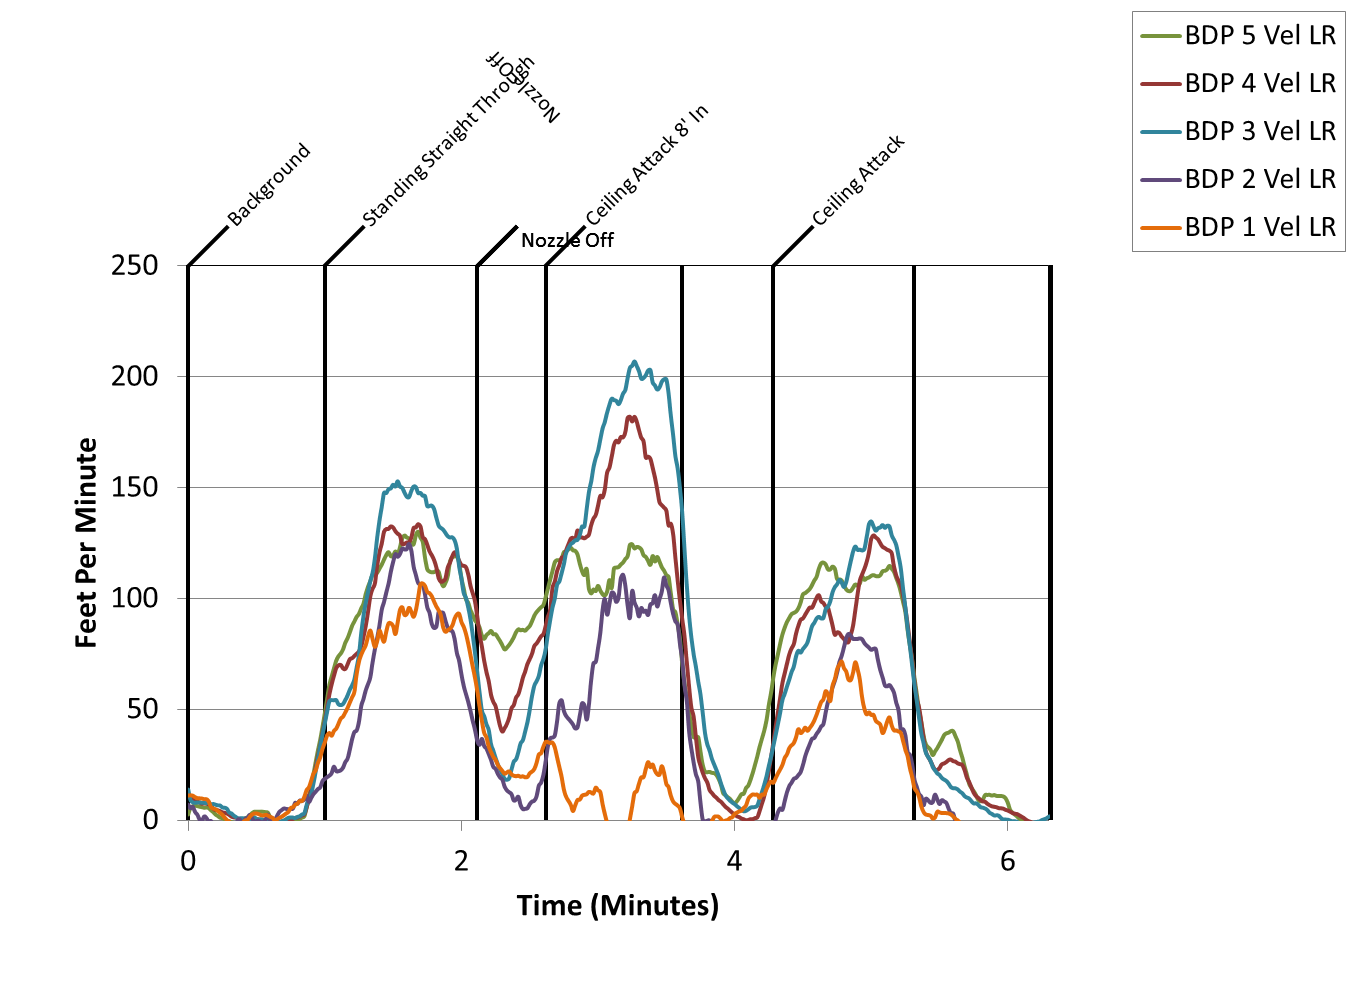 BDP 5 Vel LR
BDP 4 Vel LR
BDP 3 Vel LR
BDP 2 Vel LR
BDP 1 Vel LR
Background
Standing Straight Through
Nozzle Off
Nozzle Off
Ceiling Attack 8' In
Ceiling Attack
250
200
150
100
50
0
Feet Per Minute
0 2 4 6
Time (Minutes)